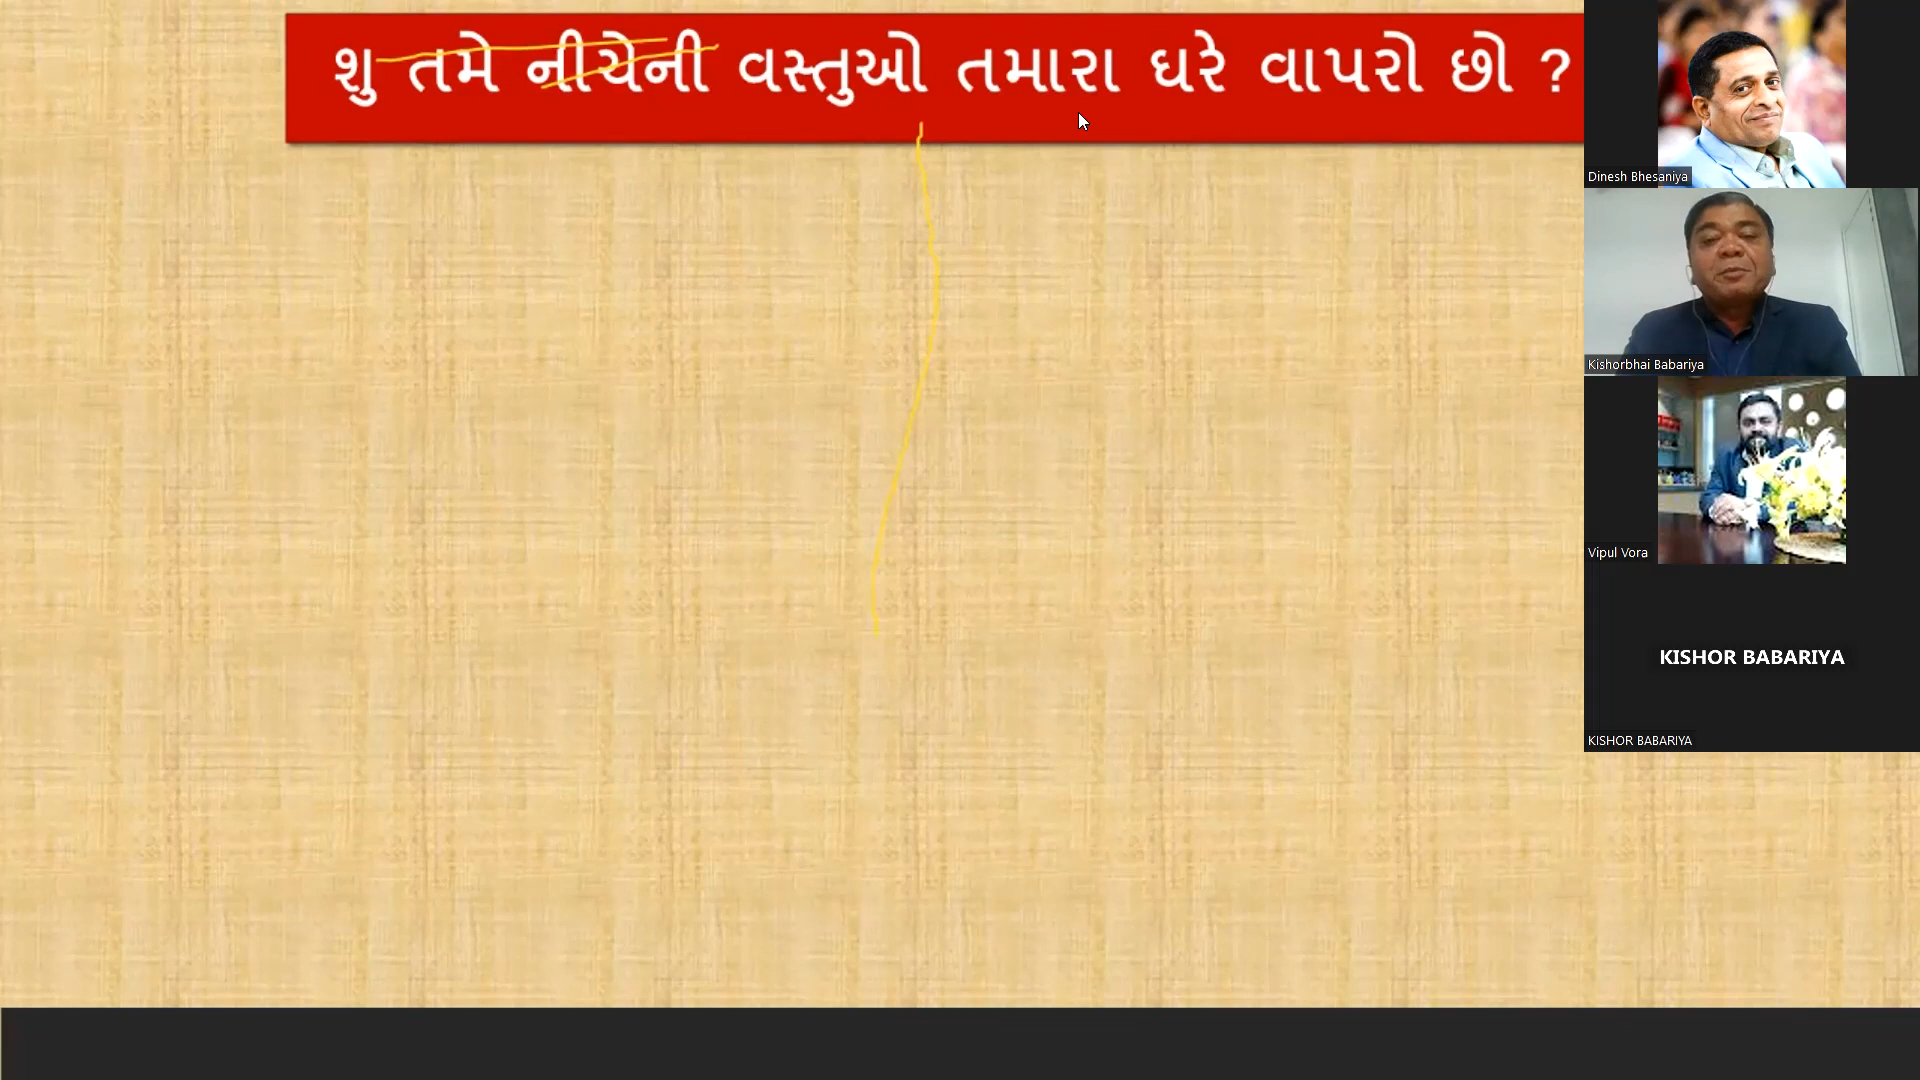 શુ તમે નીચેની વસ્તુઓ તમારા ઘરે વાપરો છો ?
Dinesh Bhesaniya
Kishorbhai Babariya
Vipul Vora
KISHOR BABARIYA
KISHOR BABARIYA